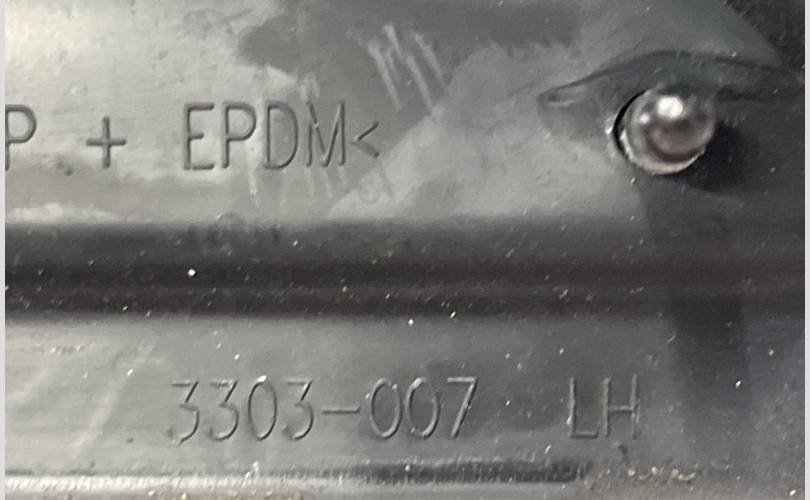 P + EPDM<
3303-007 LH